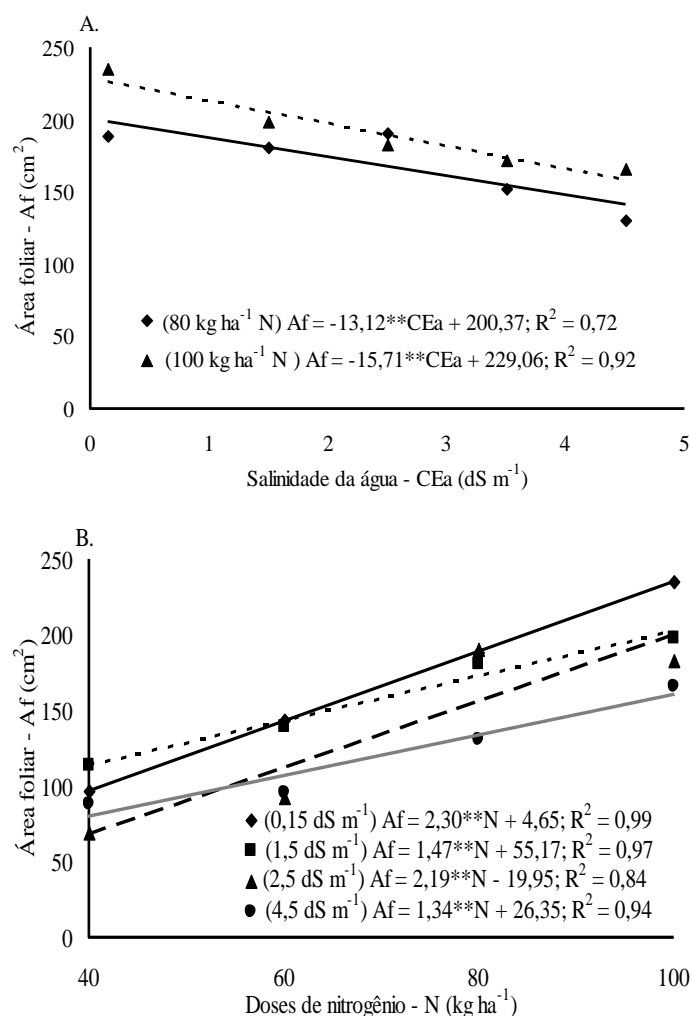 A.
250
200
150
100
50
0
Área foliar - Af (cm²)
◆ (80 kg ha⁻¹ N) Af = -13,12**CEa + 200,37; R² = 0,72
▲ (100 kg ha⁻¹ N ) Af = -15,71**CEa + 229,06; R² = 0,92
0 1 2 3 4 5
Salinidade da água - CEa (dS m⁻¹)
B.
250
200
150
100
50
0
Área foliar - Af (cm²)
◆ (0,15 dS m⁻¹) Af = 2,30**N + 4,65; R² = 0,99
■ (1,5 dS m⁻¹) Af = 1,47**N + 55,17; R² = 0,97
▲ (2,5 dS m⁻¹) Af = 2,19**N - 19,95; R² = 0,84
● (4,5 dS m⁻¹) Af = 1,34**N + 26,35; R² = 0,94
40 60 80 100
Doses de nitrogênio - N (kg ha⁻¹)